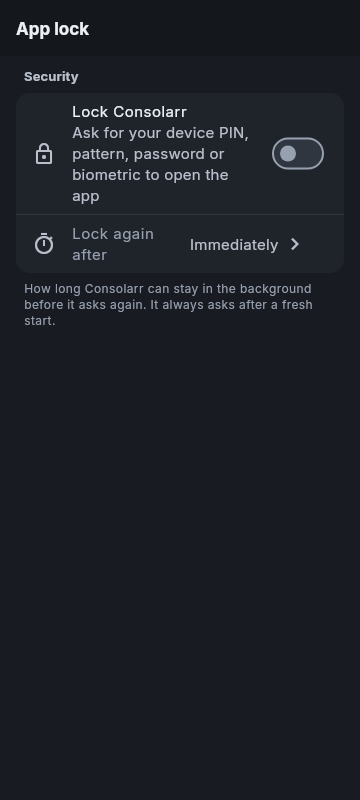 App lock
Security
Lock Consolarr
Ask for your device PIN,
pattern, password or
biometric to open the
app
Lock again
after
Immediately
How long Consolarr can stay in the background
before it asks again. It always asks after a fresh
start.